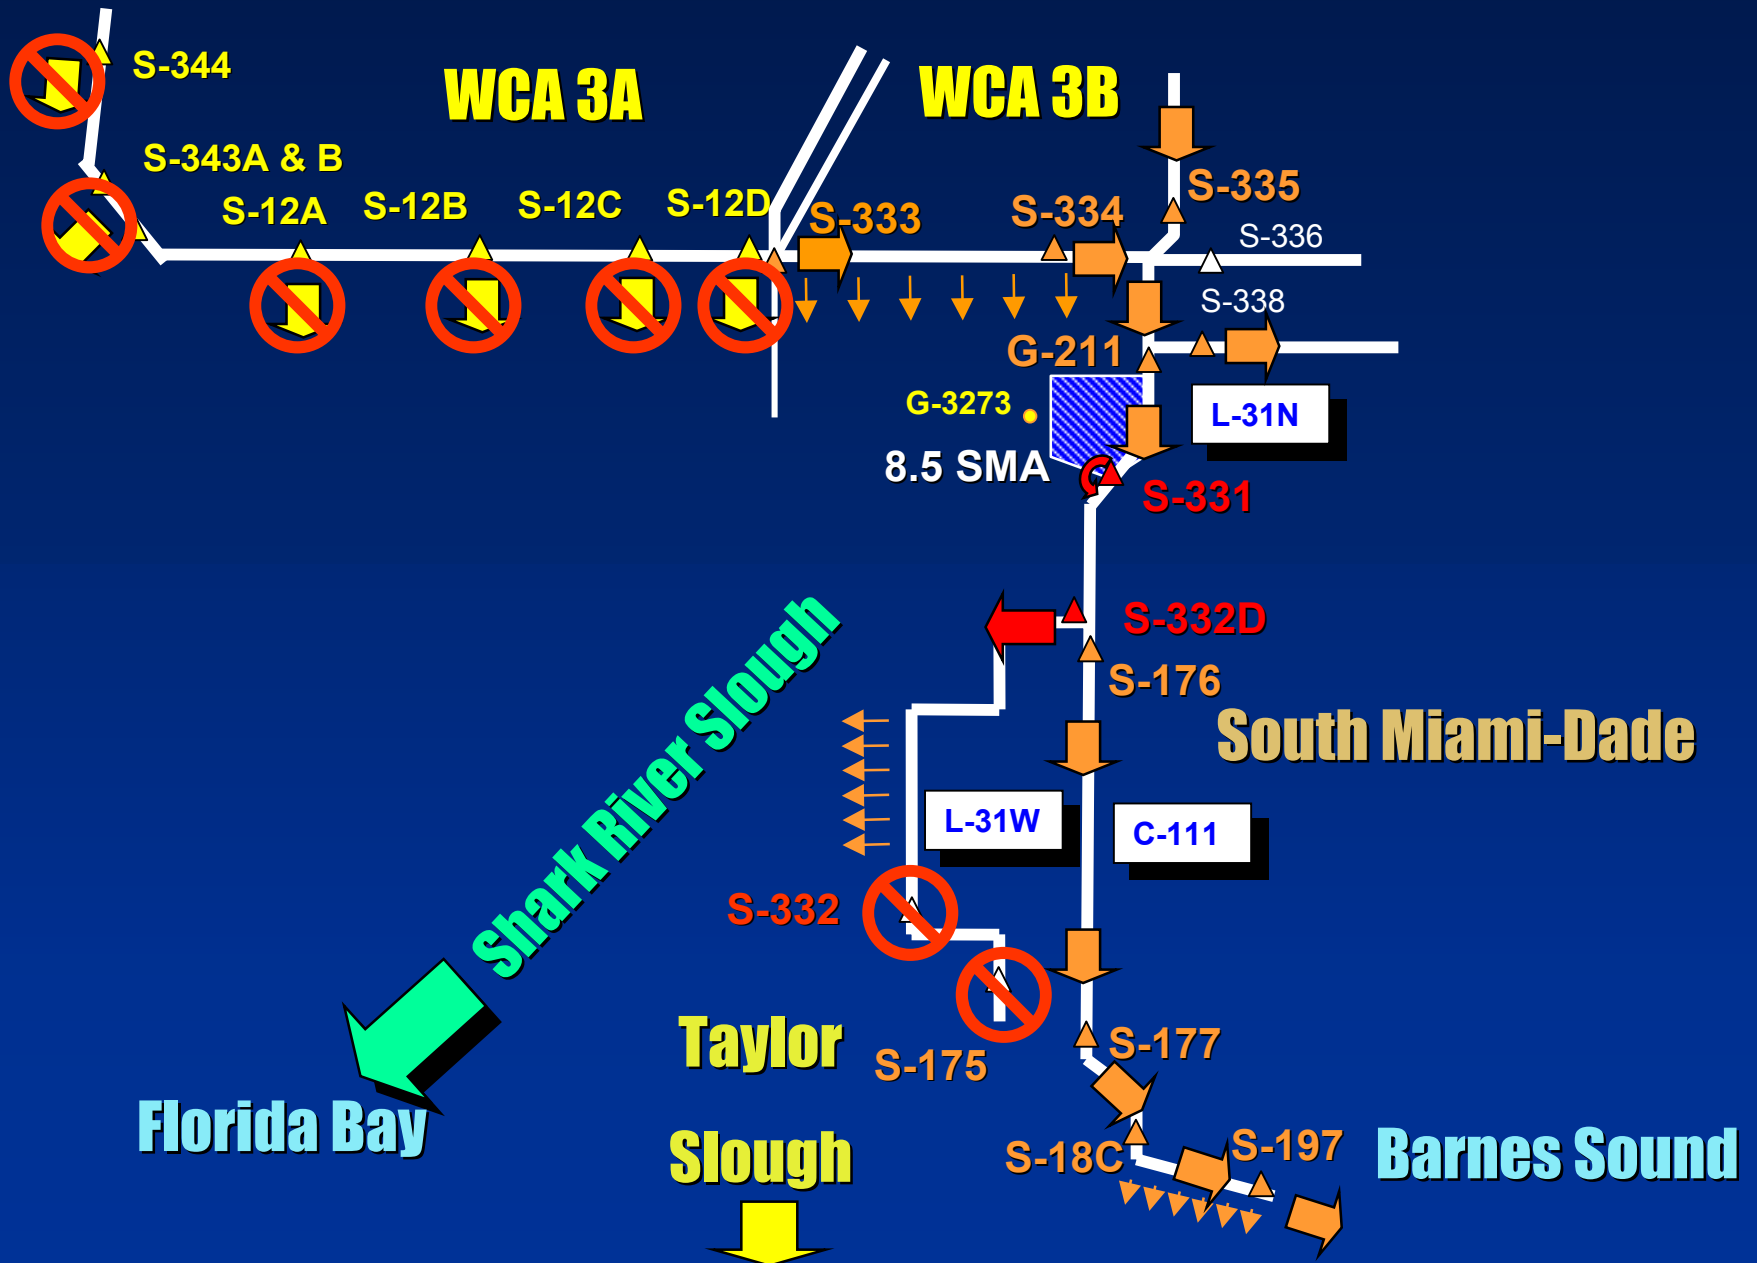 S-344
WCA 3A
WCA 3B
S-343A & B
S-12A
S-12B
S-12C
S-12D
S-333
S-334
S-335
S-336
S-338
G-211
G-3273
L-31N
8.5 SMA
S-331
S-332D
S-176
Shark River Slough
South Miami-Dade
L-31W
C-111
S-332
S-175
S-177
Taylor
Slough
Florida Bay
S-18C
S-197
Barnes Sound